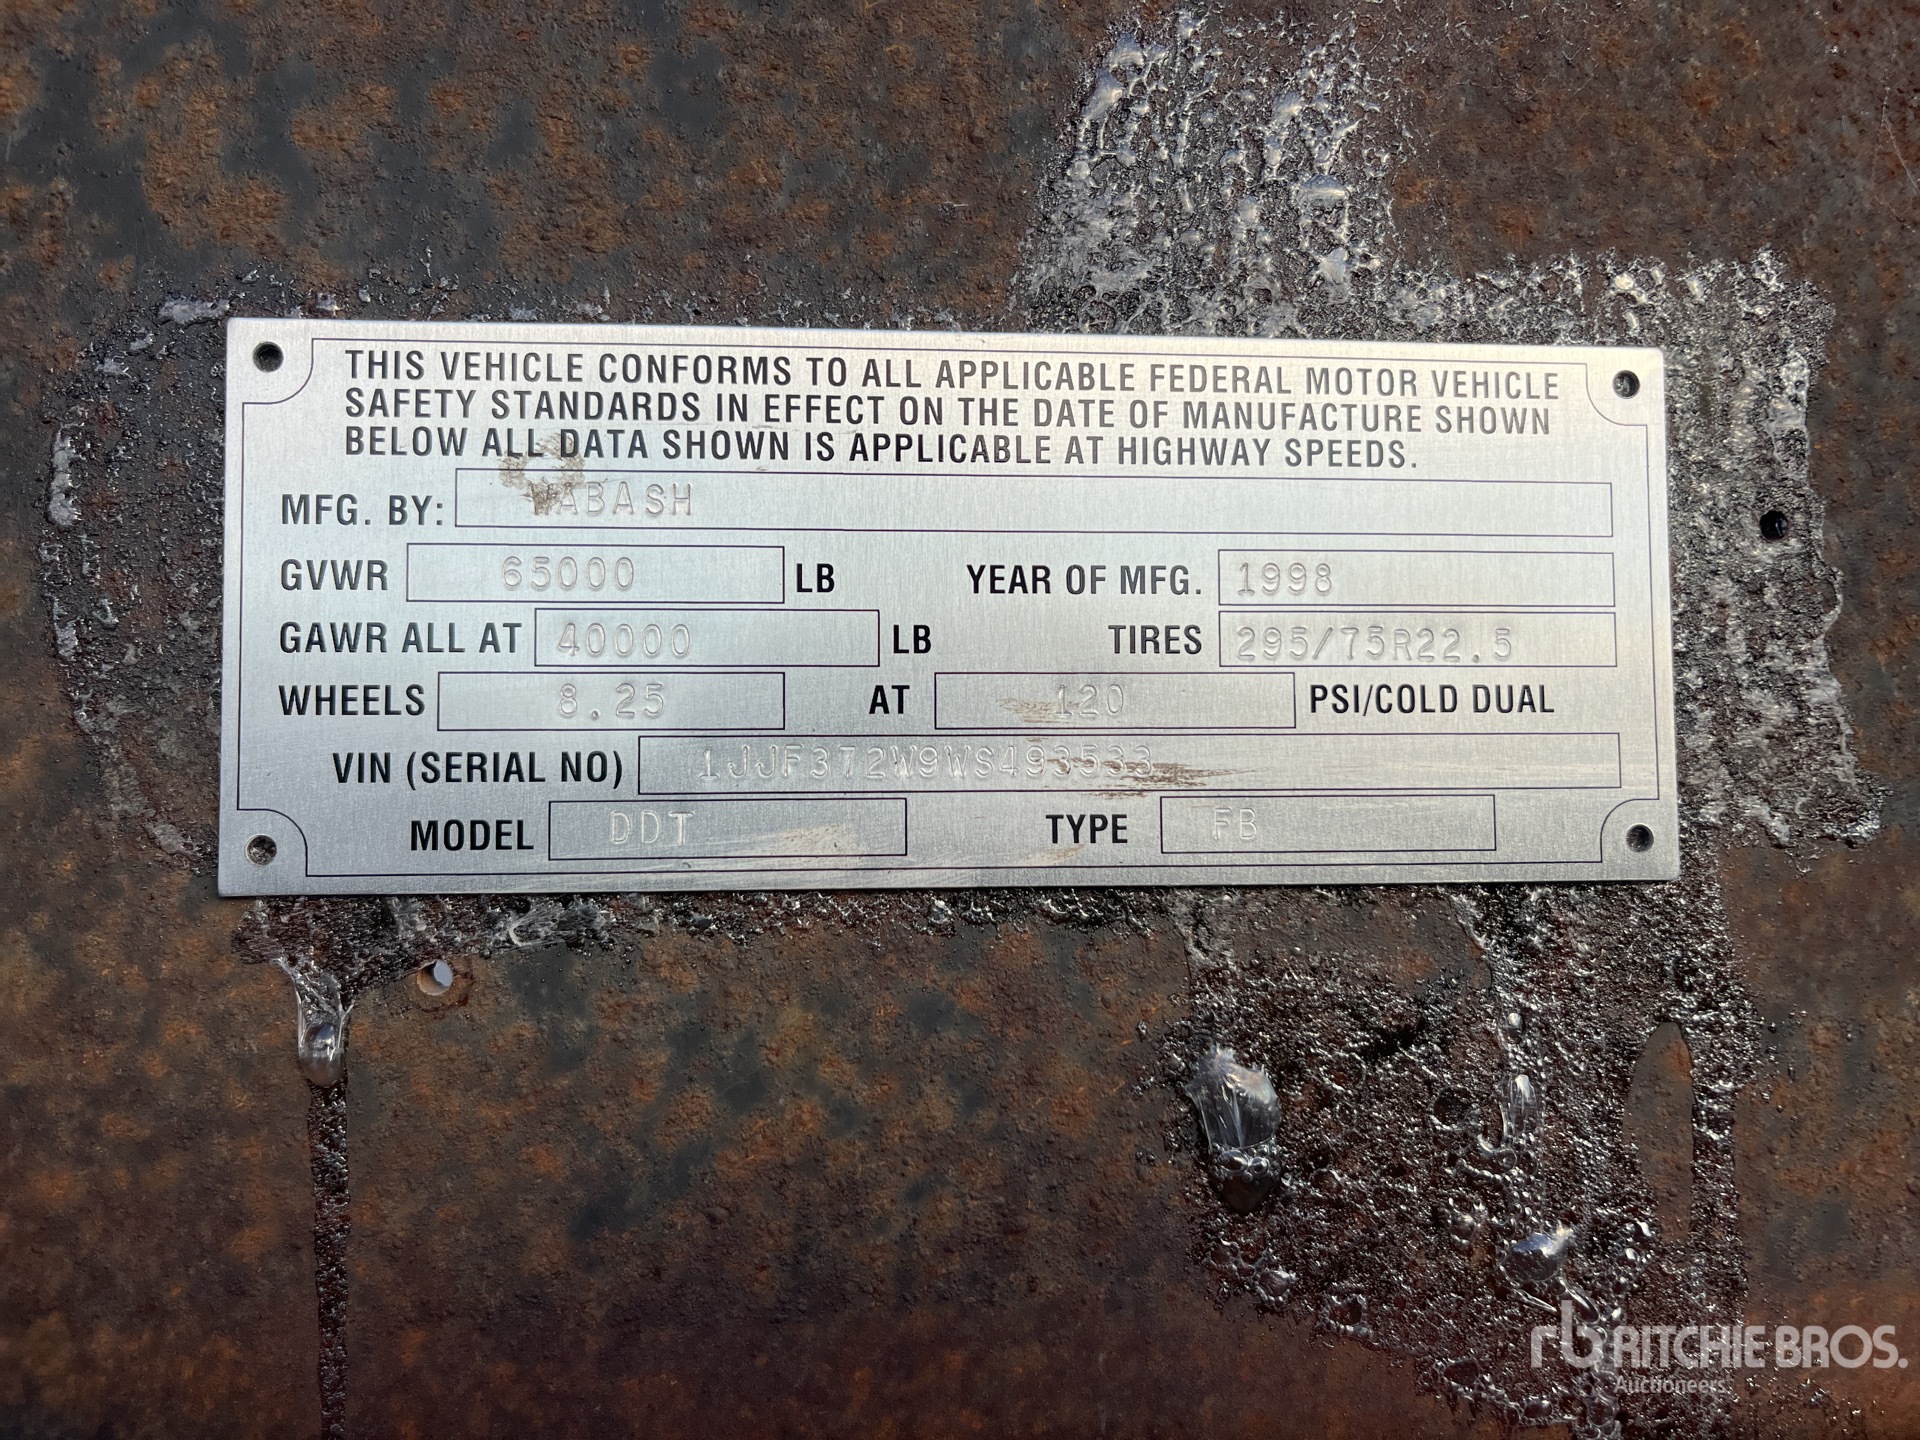 THIS VEHICLE CONFORMS TO ALL APPLICABLE FEDERAL MOTOR VEHICLE
SAFETY STANDARDS IN EFFECT ON THE DATE OF MANUFACTURE SHOWN
BELOW ALL DATA SHOWN IS APPLICABLE AT HIGHWAY SPEEDS.
MFG. BY: WABASH
GVWR 65000 LB YEAR OF MFG. 1998
GAWR ALL AT 40000 LB TIRES 295/75R22.5
WHEELS 8.25 AT 120 PSI/COLD DUAL
VIN (SERIAL NO) 1JJF372W9WS493533
MODEL DDT TYPE FB
rb RITCHIE BROS.
Auctioneers